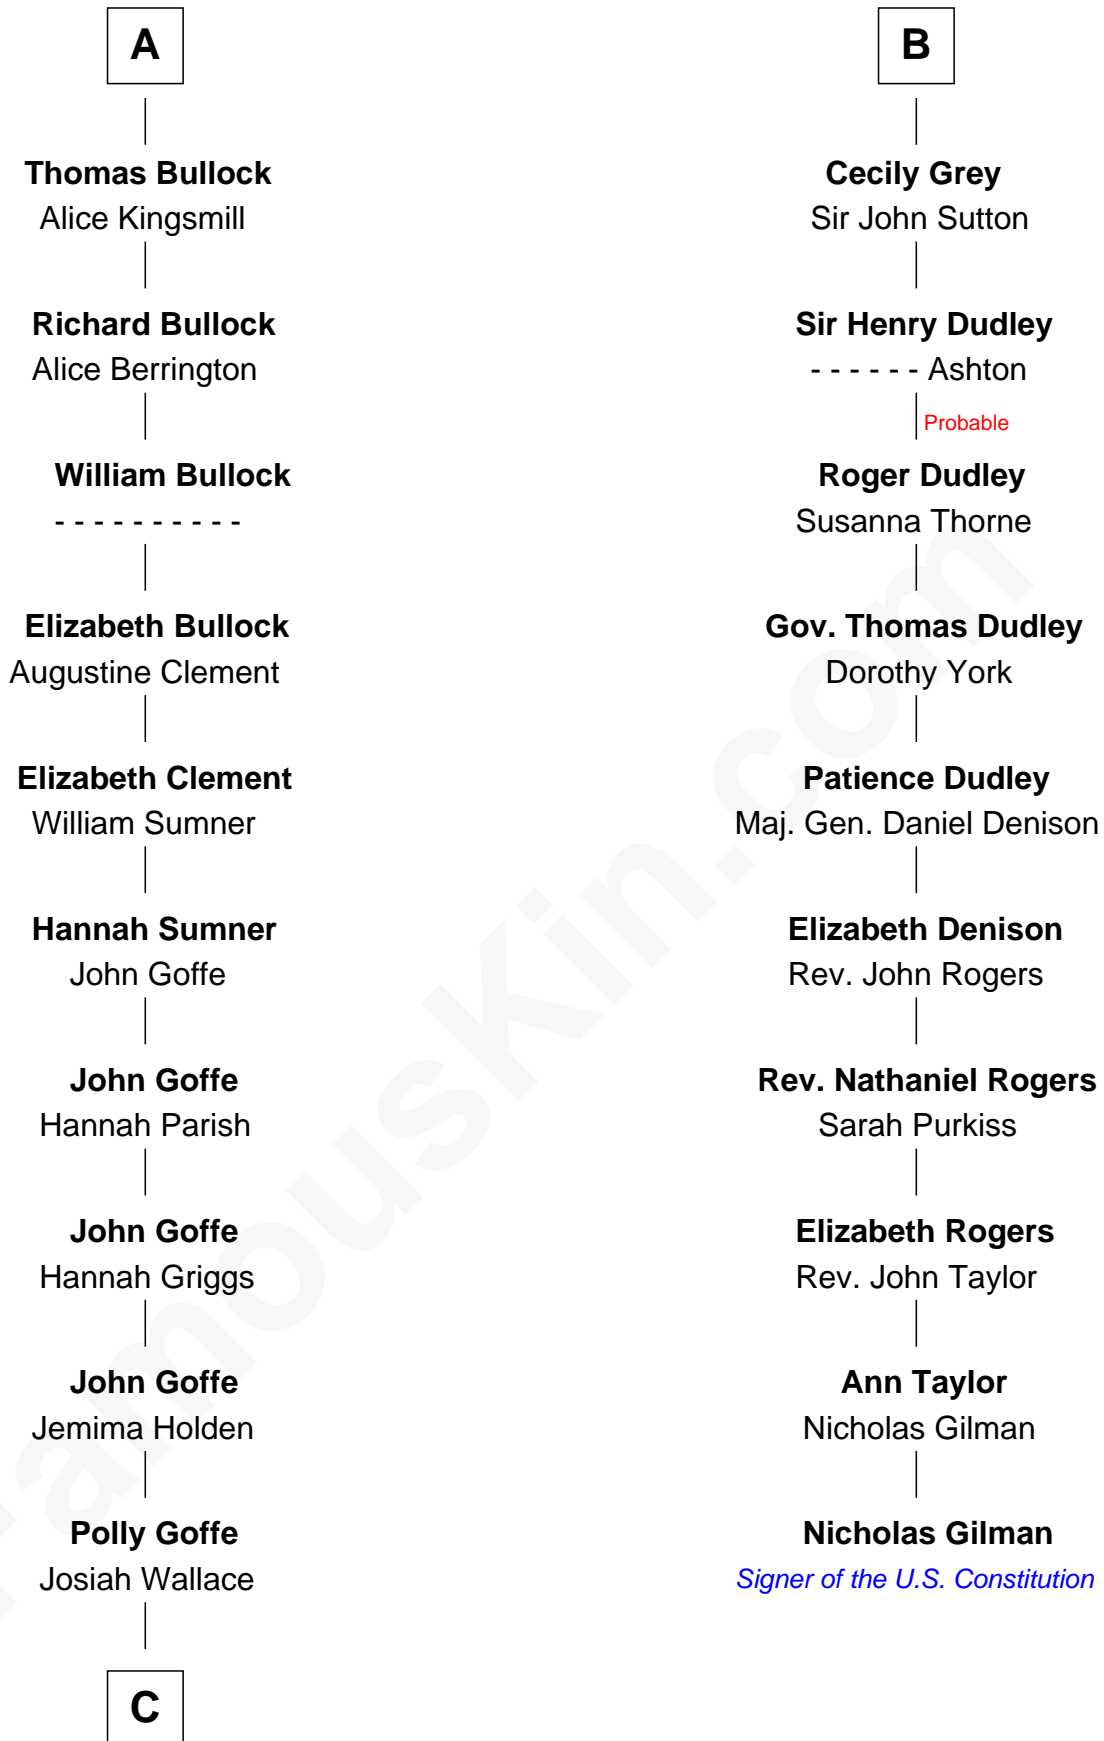 A
Thomas Bullock
Alice Kingsmill
Richard Bullock
Alice Berrington
William Bullock
- - - - - - - - - -
Elizabeth Bullock
Augustine Clement
Elizabeth Clement
William Sumner
Hannah Sumner
John Goffe
John Goffe
Hannah Parish
John Goffe
Hannah Griggs
John Goffe
Jemima Holden
Polly Goffe
Josiah Wallace
C
B
Cecily Grey
Sir John Sutton
Sir Henry Dudley
- - - - - - Ashton
Probable
Roger Dudley
Susanna Thorne
Gov. Thomas Dudley
Dorothy York
Patience Dudley
Maj. Gen. Daniel Denison
Elizabeth Denison
Rev. John Rogers
Rev. Nathaniel Rogers
Sarah Purkiss
Elizabeth Rogers
Rev. John Taylor
Ann Taylor
Nicholas Gilman
Nicholas Gilman
Signer of the U.S. Constitution
FamousKin.com